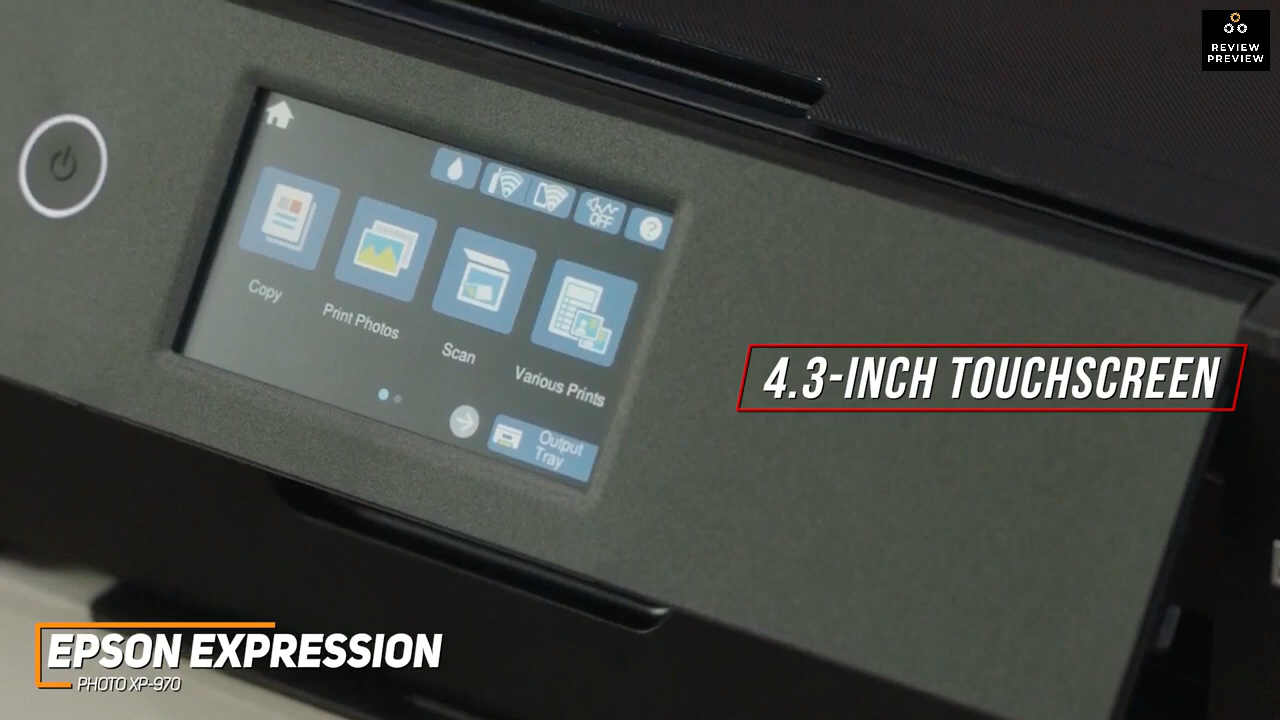 REVIEW
PREVIEW
OFF
?
Copy
Print Photos
Scan
Various Prints
Output
Tray
4.3-INCH TOUCHSCREEN
EPSON EXPRESSION
PHOTO XP-970